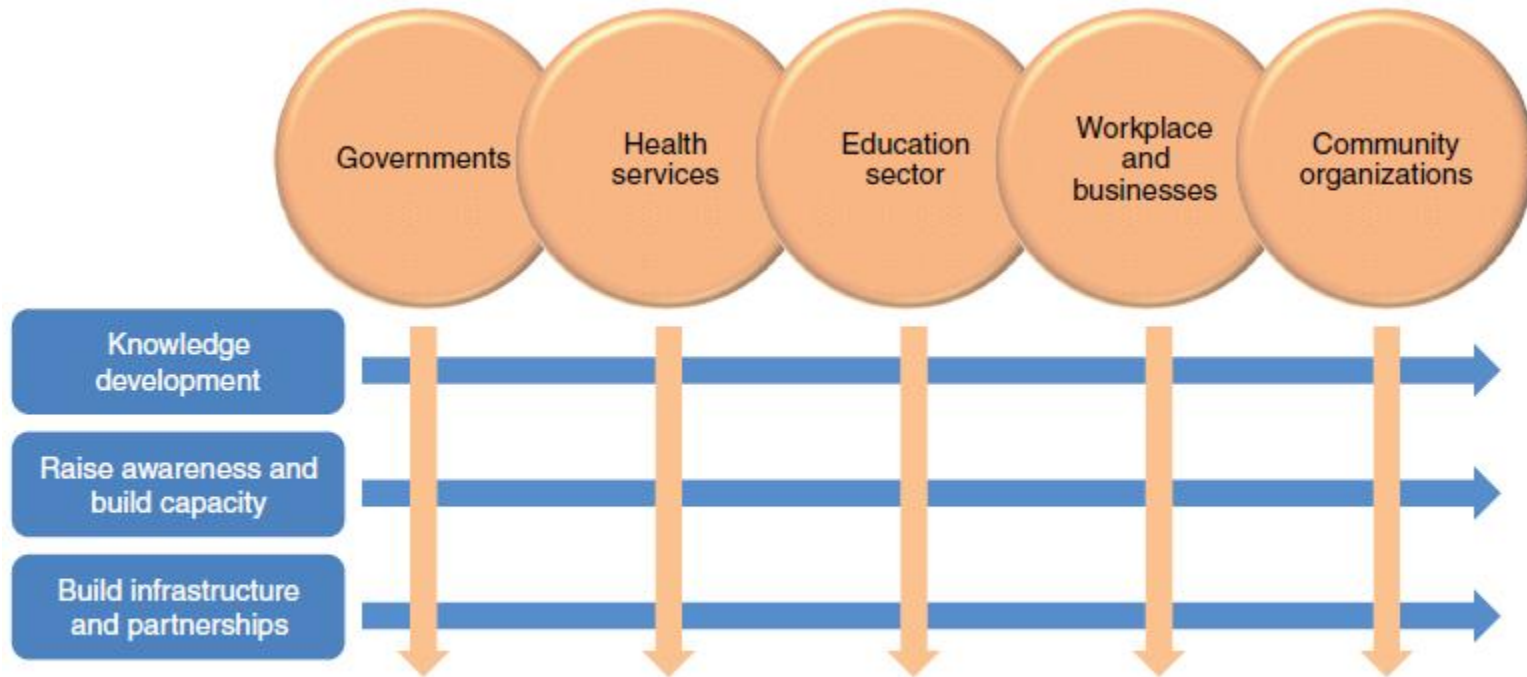 Governments
Health
services
Education
sector
Workplace
and
businesses
Community
organizations
Knowledge
development
Raise awareness and
build capacity
Build infrastructure
and partnerships